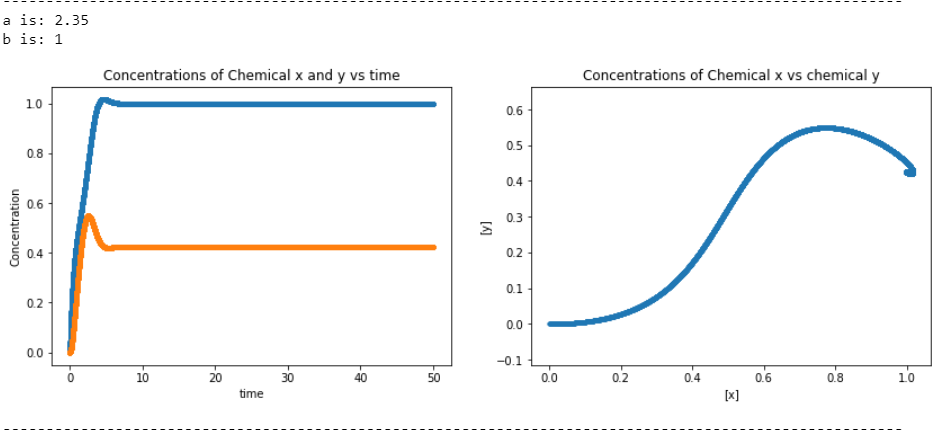 a is: 2.35
b is: 1
Concentrations of Chemical x and y vs time
Concentration
1.0
0.8
0.6
0.4
0.2
0.0
0 10 20 30 40 50
time
Concentrations of Chemical x vs chemical y
[y]
0.6
0.5
0.4
0.3
0.2
0.1
0.0
−0.1
0.0 0.2 0.4 0.6 0.8 1.0
[x]